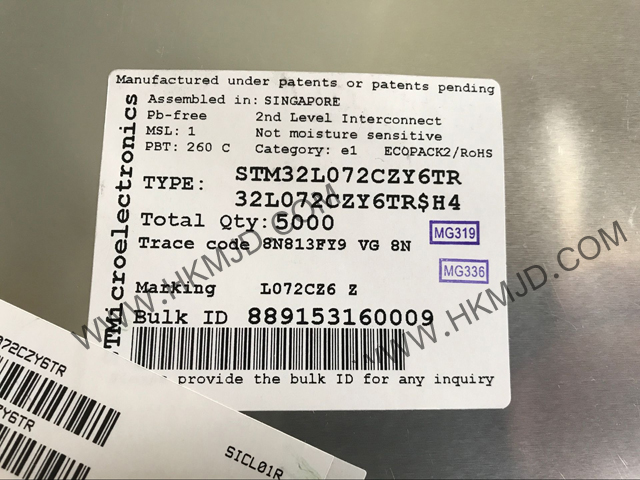 Manufactured under patents or patents pending
STMicroelectronics
Assembled in: SINGAPORE
Pb-free 2nd Level Interconnect
MSL: 1 Not moisture sensitive
PBT: 260 C Category: e1 ECOPACK2/RoHS
TYPE: STM32L072CZY6TR
32L072CZY6TR$H4
Total Qty: 5000
Trace code 8N813FY9 VG 8N
MG319
MG336
Marking L072CZ6 Z
Bulk ID 889153160009
provide the bulk ID for any inquiry
072CZY6TR
ZY6TR
SICL01R
WWW.HKMJD.COM
WWW.HKMJD.COM